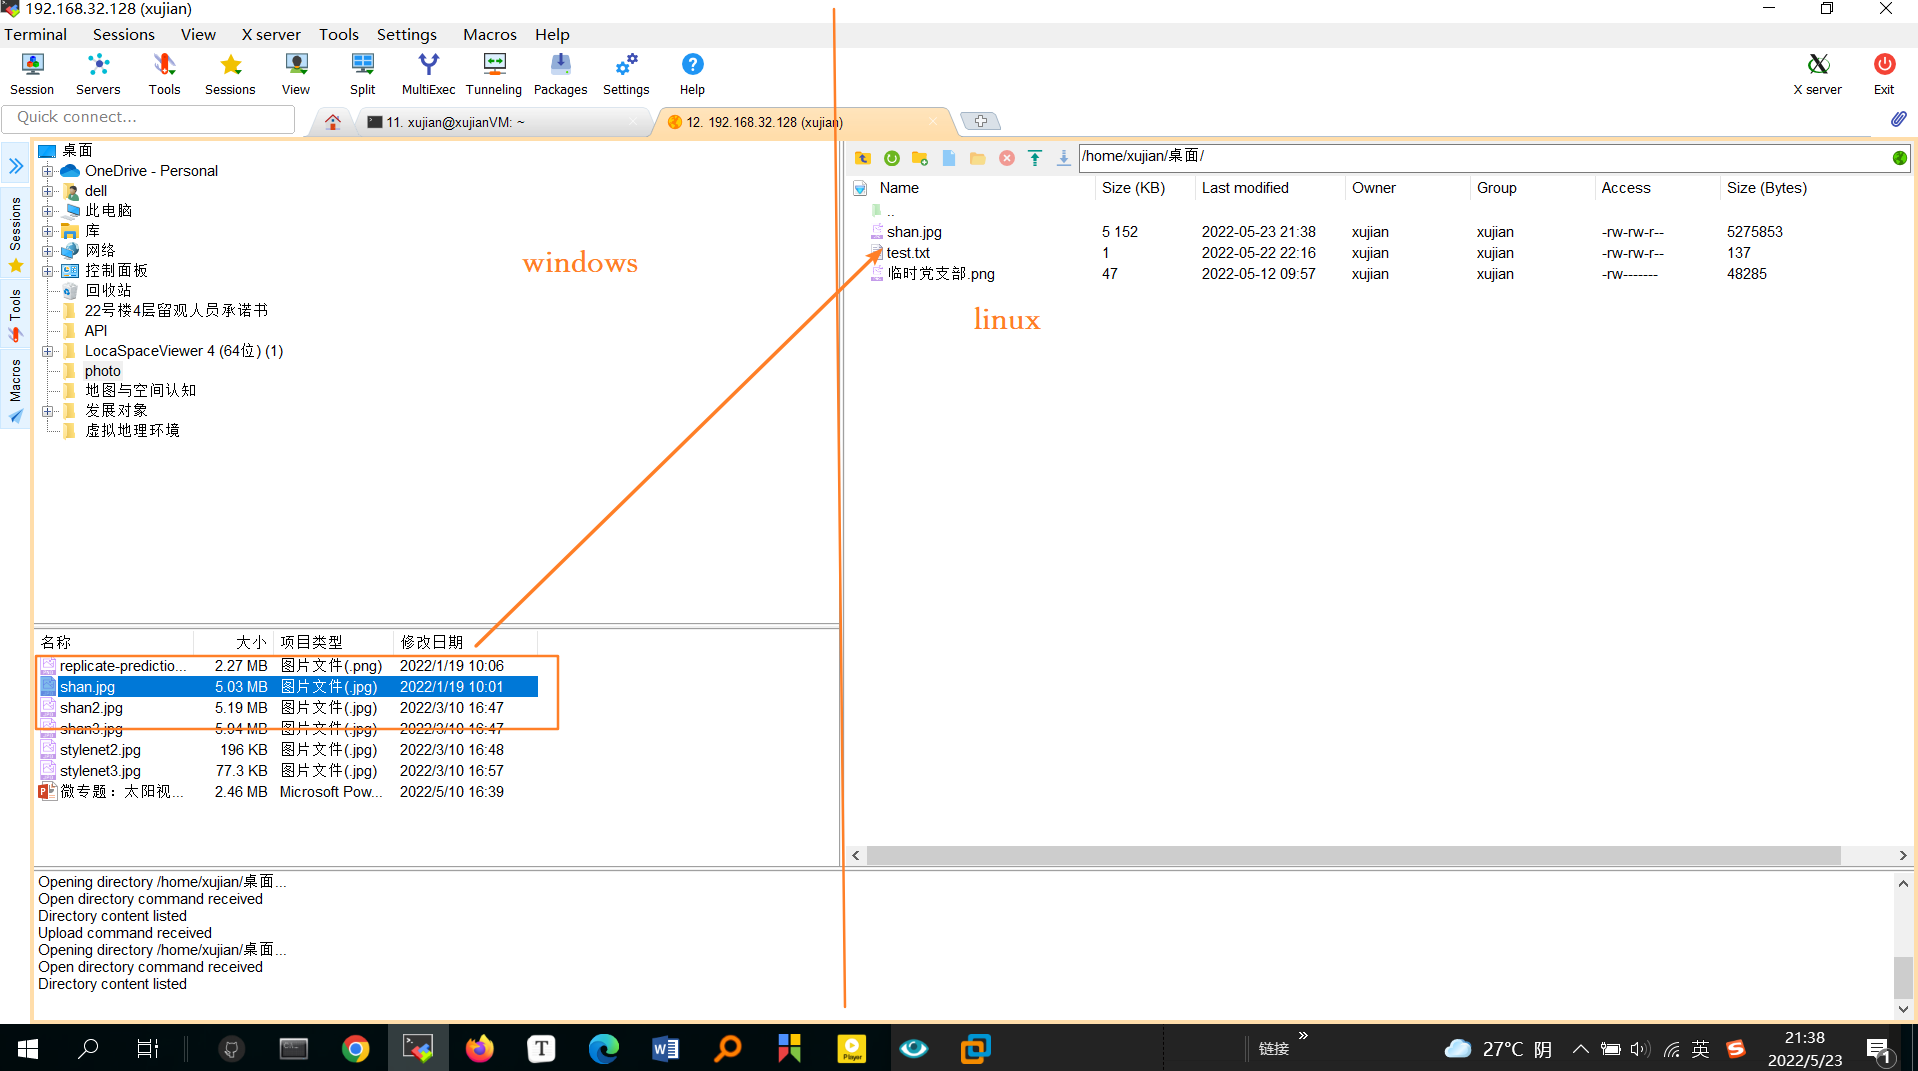 192.168.32.128 (xujian)
Terminal Sessions View X server Tools Settings Macros Help
Session Servers Tools Sessions View Split MultiExec Tunneling Packages Settings Help X server Exit
Quick connect...
11. xujian@xujianVM: ~
12. 192.168.32.128 (xujian)
Sessions
Tools
Macros
桌面
OneDrive - Personal
dell
此电脑
库
网络
控制面板
回收站
22号楼4层留观人员承诺书
API
LocaSpaceViewer 4 (64位) (1)
photo
地图与空间认知
发展对象
虚拟地理环境
windows
/home/xujian/桌面/
Name Size (KB) Last modified Owner Group Access Size (Bytes)
..
shan.jpg 5 152 2022-05-23 21:38 xujian xujian -rw-rw-r-- 5275853
test.txt 1 2022-05-22 22:16 xujian xujian -rw-rw-r-- 137
临时党支部.png 47 2022-05-12 09:57 xujian xujian -rw------- 48285
linux
名称 大小 项目类型 修改日期
replicate-predictio... 2.27 MB 图片文件(.png) 2022/1/19 10:06
shan.jpg 5.03 MB 图片文件(.jpg) 2022/1/19 10:01
shan2.jpg 5.19 MB 图片文件(.jpg) 2022/3/10 16:47
shan3.jpg 5.94 MB 图片文件(.jpg) 2022/3/10 16:47
stylenet2.jpg 196 KB 图片文件(.jpg) 2022/3/10 16:48
stylenet3.jpg 77.3 KB 图片文件(.jpg) 2022/3/10 16:57
微专题：太阳视... 2.46 MB Microsoft Pow... 2022/5/10 16:39
Opening directory /home/xujian/桌面...
Open directory command received
Directory content listed
Upload command received
Opening directory /home/xujian/桌面...
Open directory command received
Directory content listed
T
Player
链接
27°C 阴
英
21:38
2022/5/23
1